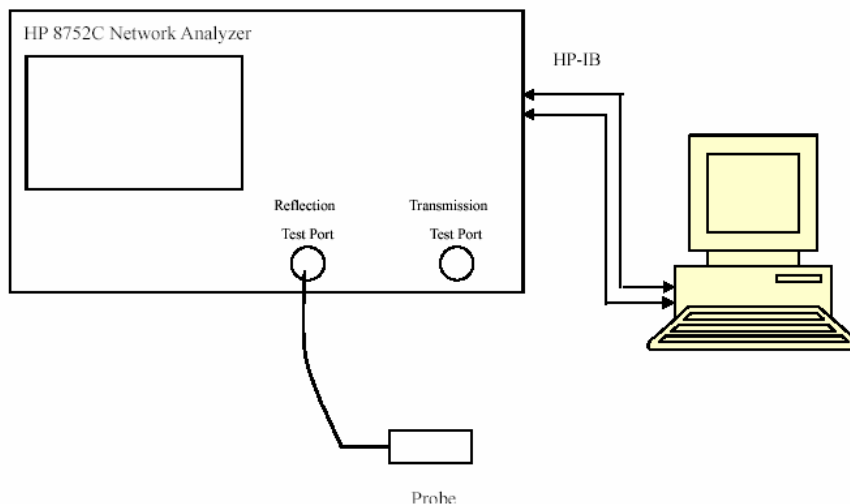 HP 8752C Network Analyzer
HP-IB
Reflection
Test Port
Transmission
Test Port
Probe